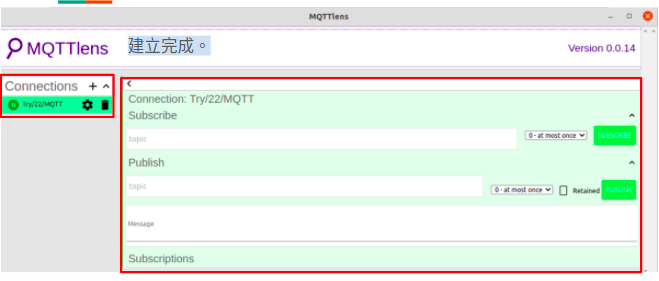 MQTTlens
MQTTlens
建立完成。
Version 0.0.14
Connections
Try/22/MQTT
Connection: Try/22/MQTT
Subscribe
topic
0 - at most once
SUBSCRIBE
Publish
topic
0 - at most once
Retained
PUBLISH
Message
Subscriptions